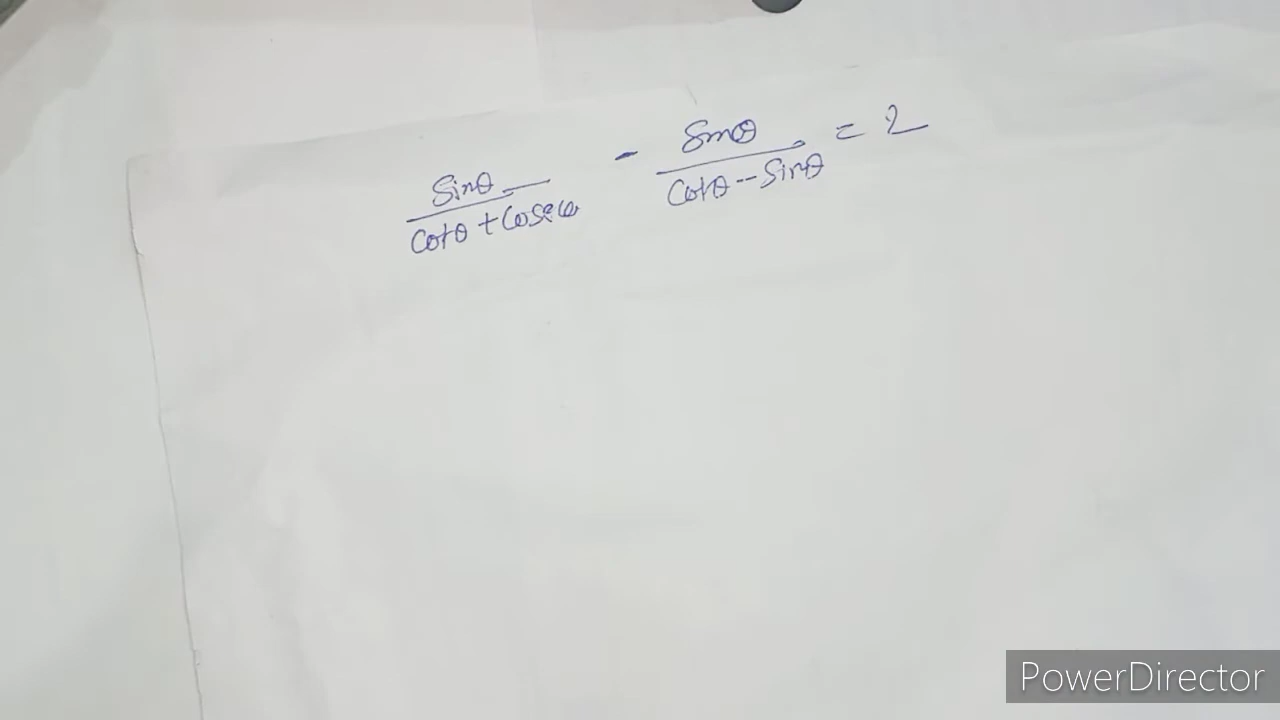 sinθ / (cotθ + cosecθ) - sinθ / (cotθ - sinθ) = 2
PowerDirector